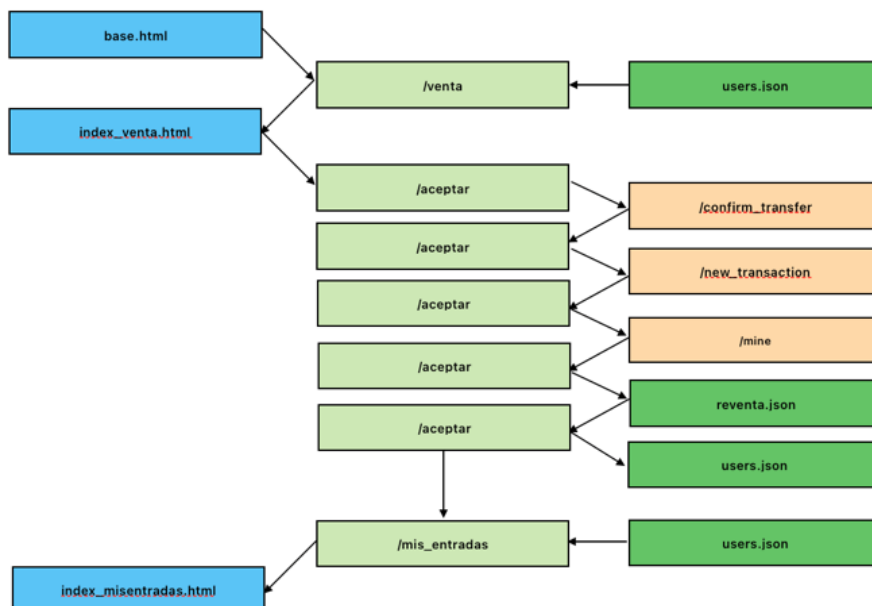 base.html
/venta
users.json
index_venta.html
/aceptar
/confirm_transfer
/aceptar
/new_transaction
/aceptar
/mine
/aceptar
reventa.json
/aceptar
users.json
/mis_entradas
users.json
index_misentradas.html